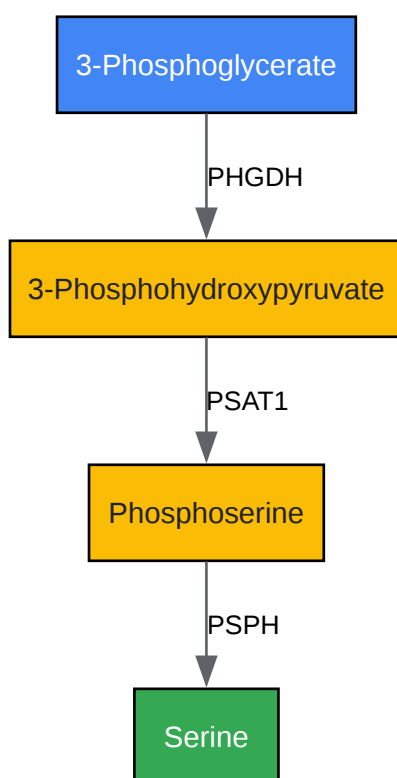 3-Phosphoglycerate
PHGDH
3-Phosphohydroxypyruvate
PSAT1
Phosphoserine
PSPH
Serine